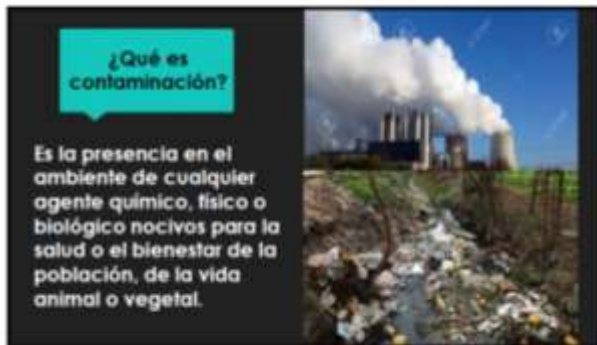 ¿Qué es
contaminación?
Es la presencia en el
ambiente de cualquier
agente químico, físico o
biológico nocivos para la
salud o el bienestar de la
población, de la vida
animal o vegetal.